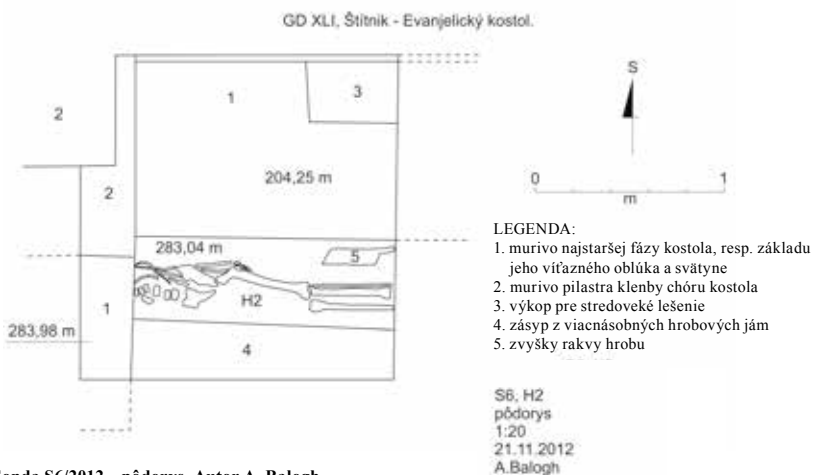 GD XLI, Štítnik - Evanjelický kostol.
2
1
3
S
2
204,25 m
0
1
m
283,04 m
5
H2
1
283,98 m
4
LEGENDA:
1. murivo najstaršej fázy kostola, resp. základu
jeho víťazného oblúka a svätyne
2. murivo pilastra klenby chóru kostola
3. výkop pre stredoveké lešenie
4. zásyp z viacnásobných hrobových jám
5. zvyšky rakvy hrobu
S6, H2
pôdorys
1:20
21.11.2012
A.Balogh
S6/2012 – pôdorys. Autor A. Balogh